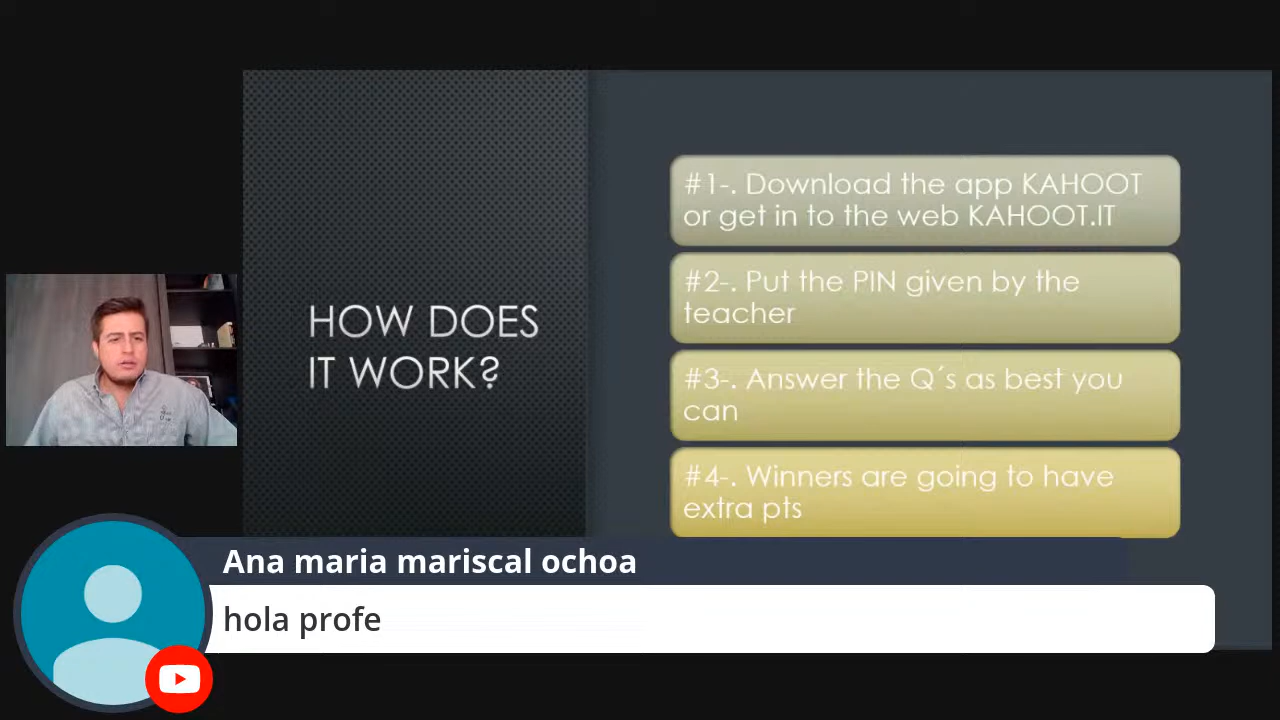 HOW DOES
IT WORK?
#1-. Download the app KAHOOT
or get in to the web KAHOOT.IT
#2-. Put the PIN given by the
teacher
#3-. Answer the Q´s as best you
can
#4-. Winners are going to have
extra pts
Ana maria mariscal ochoa
hola profe